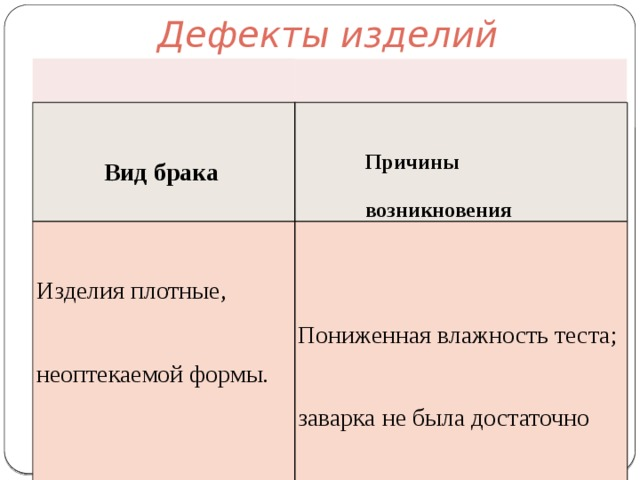 Дефекты изделий
Вид брака
Причины
возникновения
Изделия плотные,
неоптекаемой формы.
Пониженная влажность теста;
заварка не была достаточно